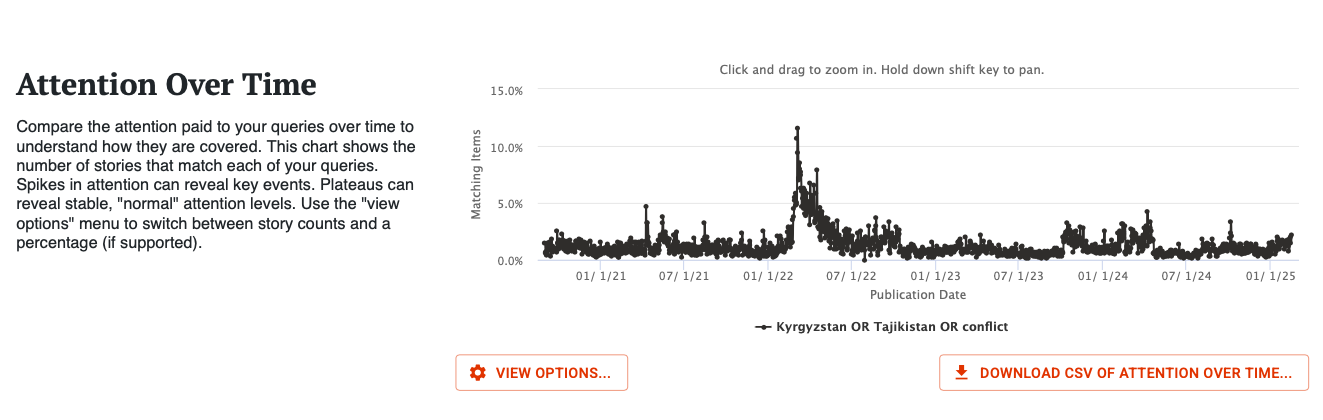 Attention Over Time
Compare the attention paid to your queries over time to
understand how they are covered. This chart shows the
number of stories that match each of your queries.
Spikes in attention can reveal key events. Plateaus can
reveal stable, "normal" attention levels. Use the "view
options" menu to switch between story counts and a
percentage (if supported).
Click and drag to zoom in. Hold down shift key to pan.
Matching Items
15.0%
10.0%
5.0%
0.0%
01/ 1/21 07/ 1/21 01/ 1/22 07/ 1/22 01/ 1/23 07/ 1/23 01/ 1/24 07/ 1/24 01/ 1/25
Publication Date
Kyrgyzstan OR Tajikistan OR conflict
VIEW OPTIONS...
DOWNLOAD CSV OF ATTENTION OVER TIME...